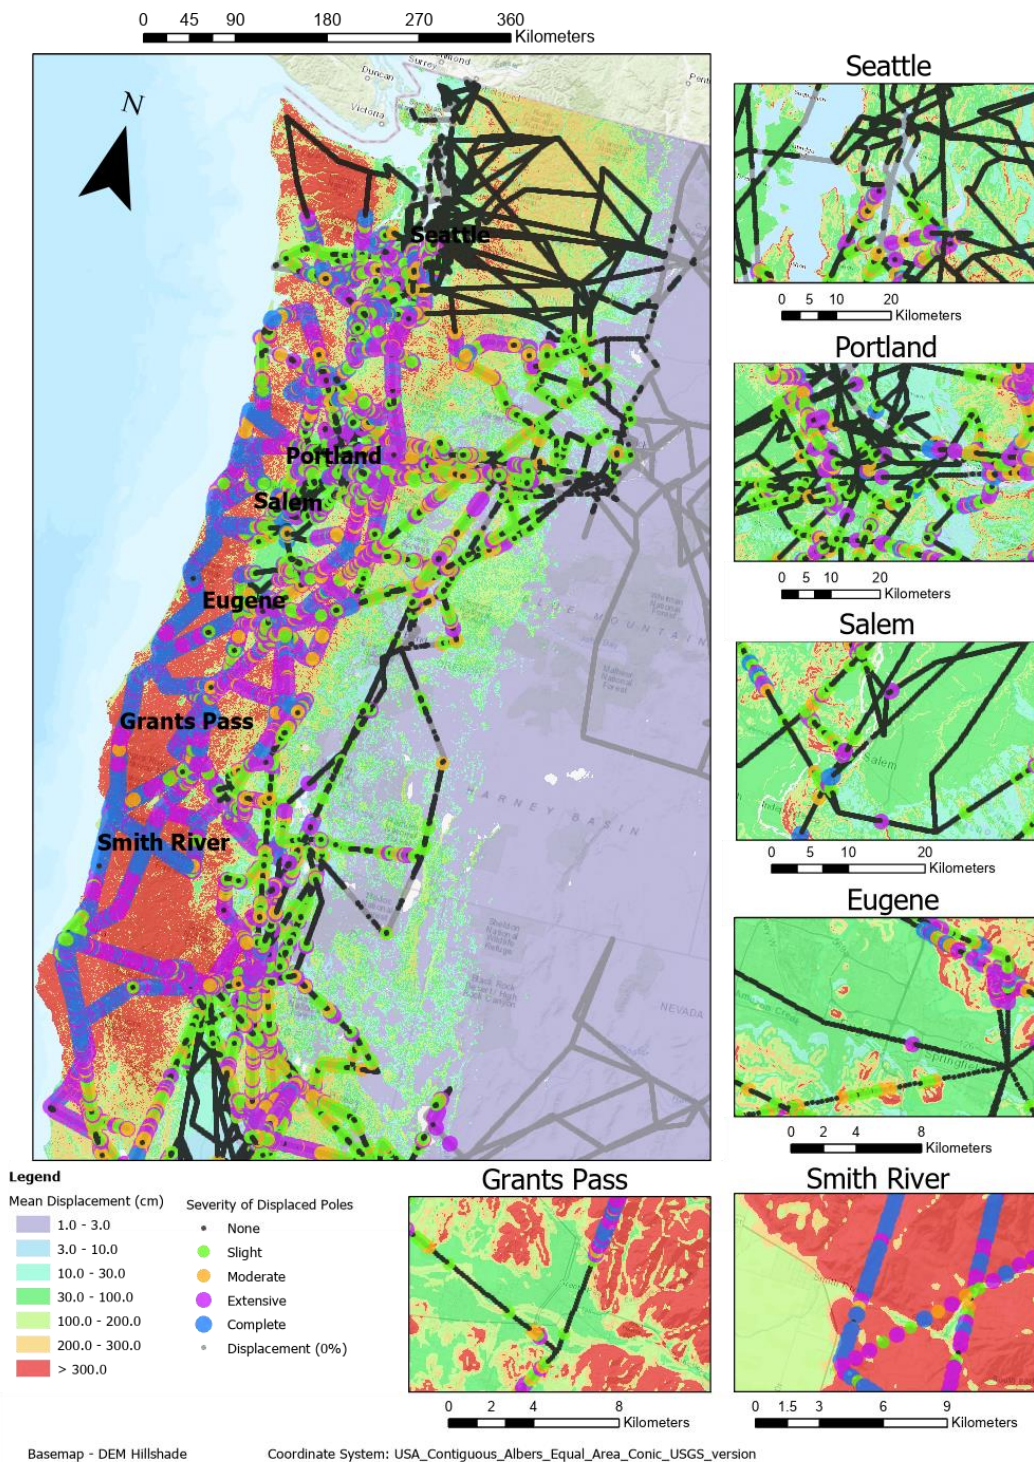 0 45 90 180 270 360
Kilometers
N
Duncan
Surrey
Victoria
Seattle
Portland
Salem
Eugene
Grants Pass
Smith River
BLUE MOUNTAINS
HARNEY BASIN
NEVADA
Seattle
0 5 10 20
Kilometers
Portland
0 5 10 20
Kilometers
Salem
Salem
0 5 10 20
Kilometers
Eugene
Springfield
0 2 4 8
Kilometers
Grants Pass
0 2 4 8
Kilometers
Smith River
0 1.5 3 6 9
Kilometers
Legend
Mean Displacement (cm)
1.0 - 3.0
3.0 - 10.0
10.0 - 30.0
30.0 - 100.0
100.0 - 200.0
200.0 - 300.0
> 300.0
Severity of Displaced Poles
None
Slight
Moderate
Extensive
Complete
Displacement (0%)
Basemap - DEM Hillshade
Coordinate System: USA_Contiguous_Albers_Equal_Area_Conic_USGS_version